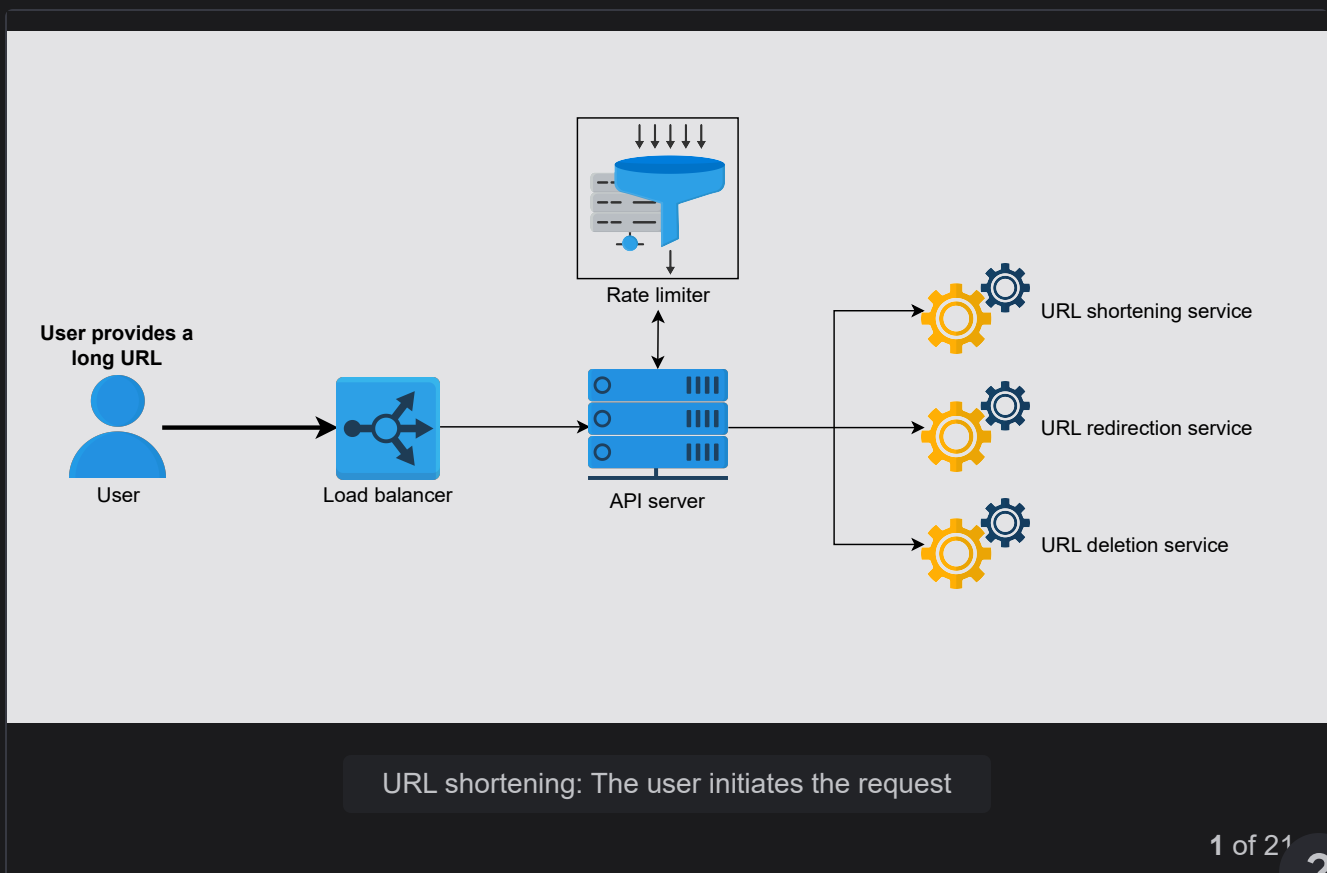 Rate limiter
User provides a
long URL
User
Load balancer
API server
URL shortening service
URL redirection service
URL deletion service
URL shortening: The user initiates the request
1 of 21